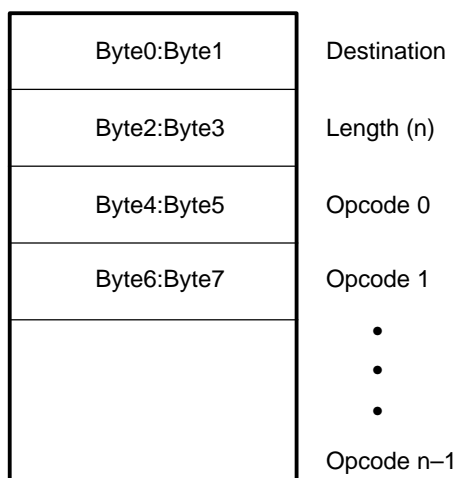 Byte0:Byte1 Destination
Byte2:Byte3 Length (n)
Byte4:Byte5 Opcode 0
Byte6:Byte7 Opcode 1
•
•
•
Opcode n–1